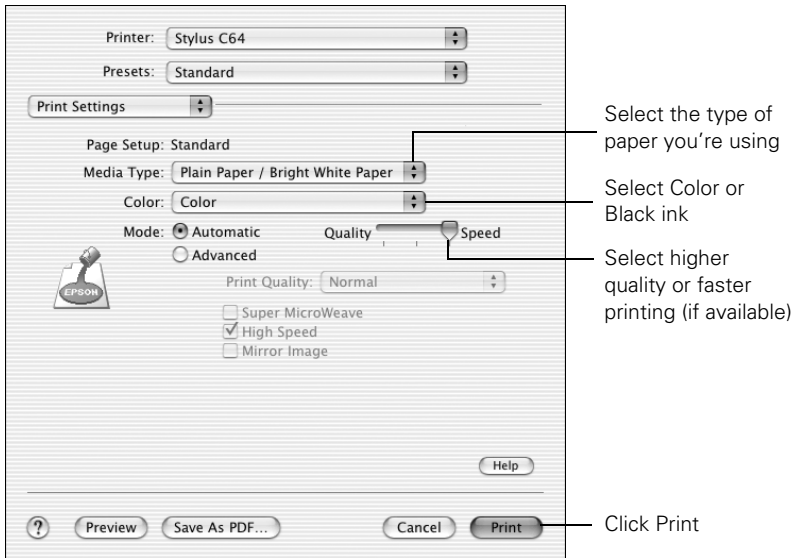 Printer: Stylus C64
Presets: Standard
Print Settings
Page Setup: Standard
Media Type: Plain Paper / Bright White Paper
Color: Color
Mode: Automatic Quality Speed
Advanced
Print Quality: Normal
Super MicroWeave
High Speed
Mirror Image
EPSON
Help
? Preview Save As PDF... Cancel Print
Select the type of
paper you're using
Select Color or
Black ink
Select higher
quality or faster
printing (if available)
Click Print